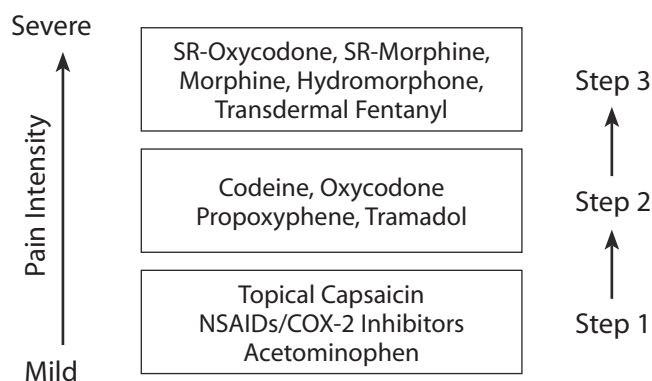 Severe
SR-Oxycodone, SR-Morphine,
Morphine, Hydromorphone,
Transdermal Fentanyl
Step 3
Pain Intensity
Codeine, Oxycodone
Propoxyphene, Tramadol
Step 2
Topical Capsaicin
NSAIDs/COX-2 Inhibitors
Acetominophen
Step 1
Mild